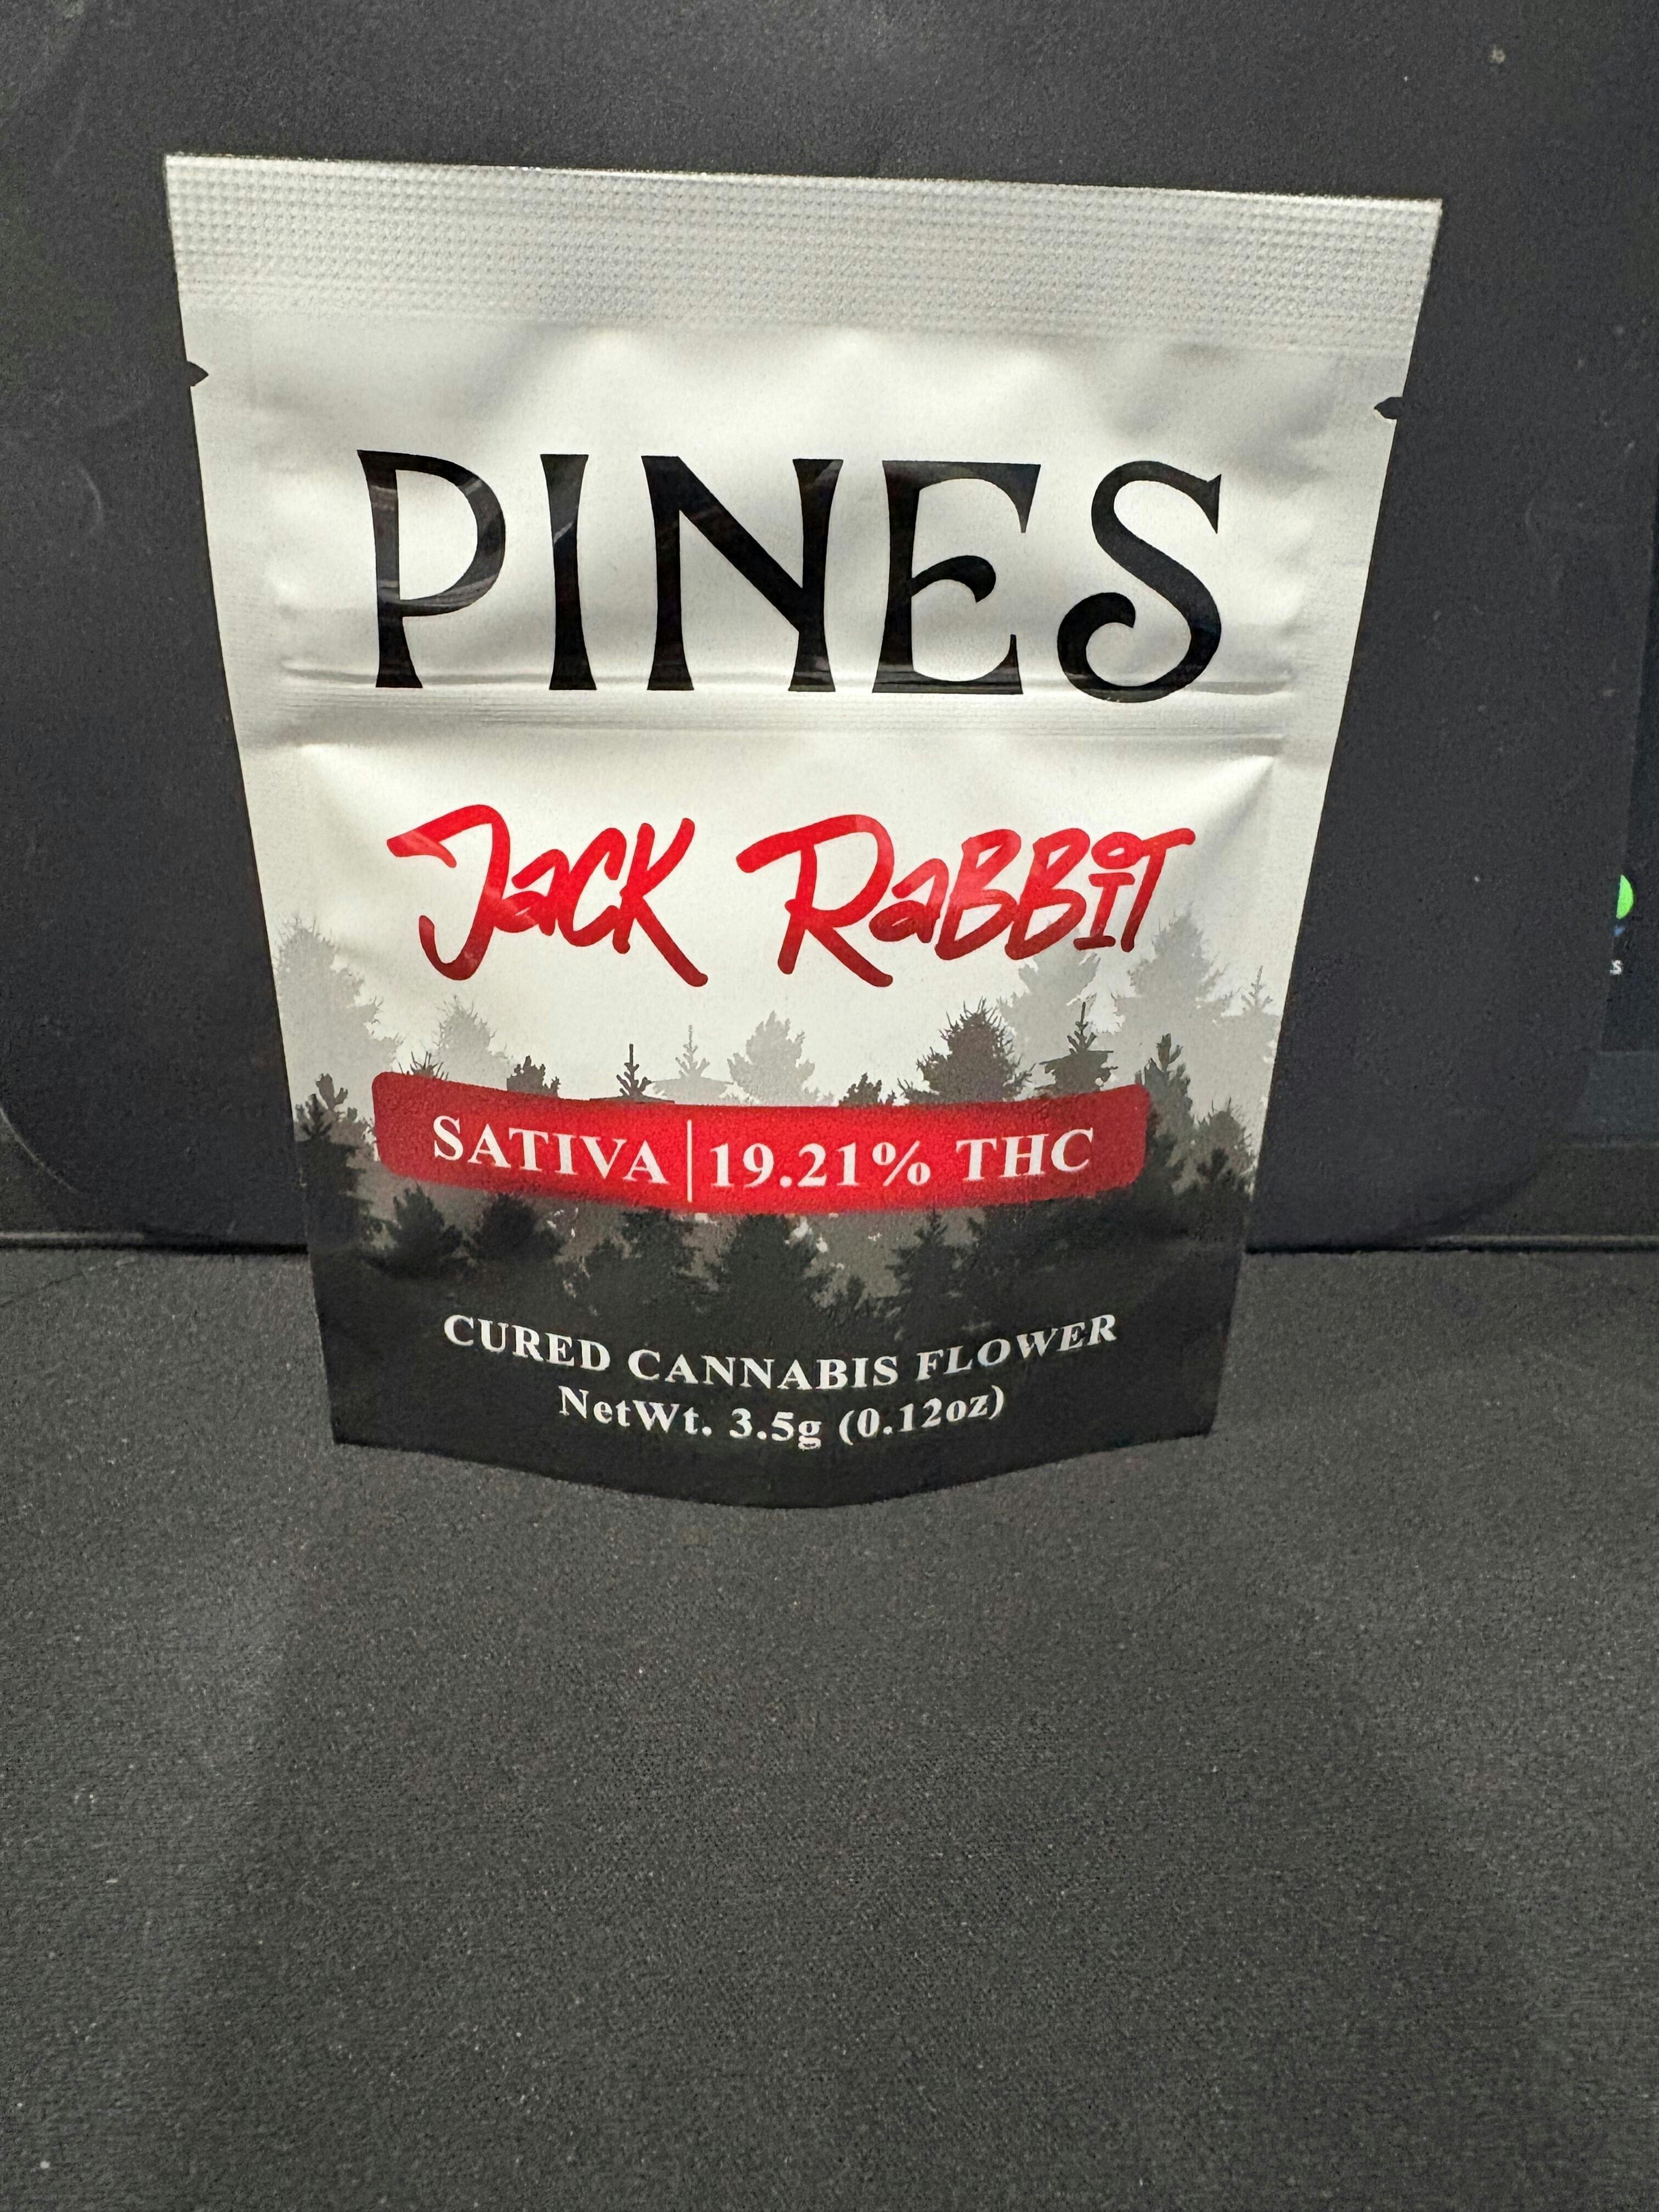 PINES
JACK RABBIT
SATIVA | 19.21% THC
CURED CANNABIS FLOWER
NetWt. 3.5g (0.12oz)